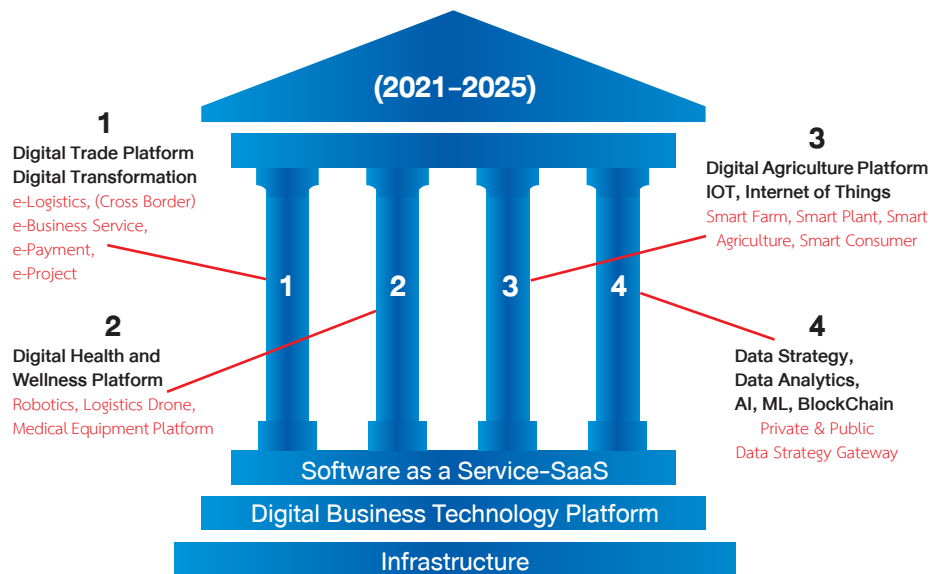 (2021–2025)
1
Digital Trade Platform
Digital Transformation
e-Logistics, (Cross Border)
e-Business Service,
e-Payment,
e-Project
2
Digital Health and
Wellness Platform
Robotics, Logistics Drone,
Medical Equipment Platform
3
Digital Agriculture Platform
IOT, Internet of Things
Smart Farm, Smart Plant, Smart
Agriculture, Smart Consumer
4
Data Strategy,
Data Analytics,
AI, ML, BlockChain
Private & Public
Data Strategy Gateway
1
2
3
4
Software as a Service–SaaS
Digital Business Technology Platform
Infrastructure